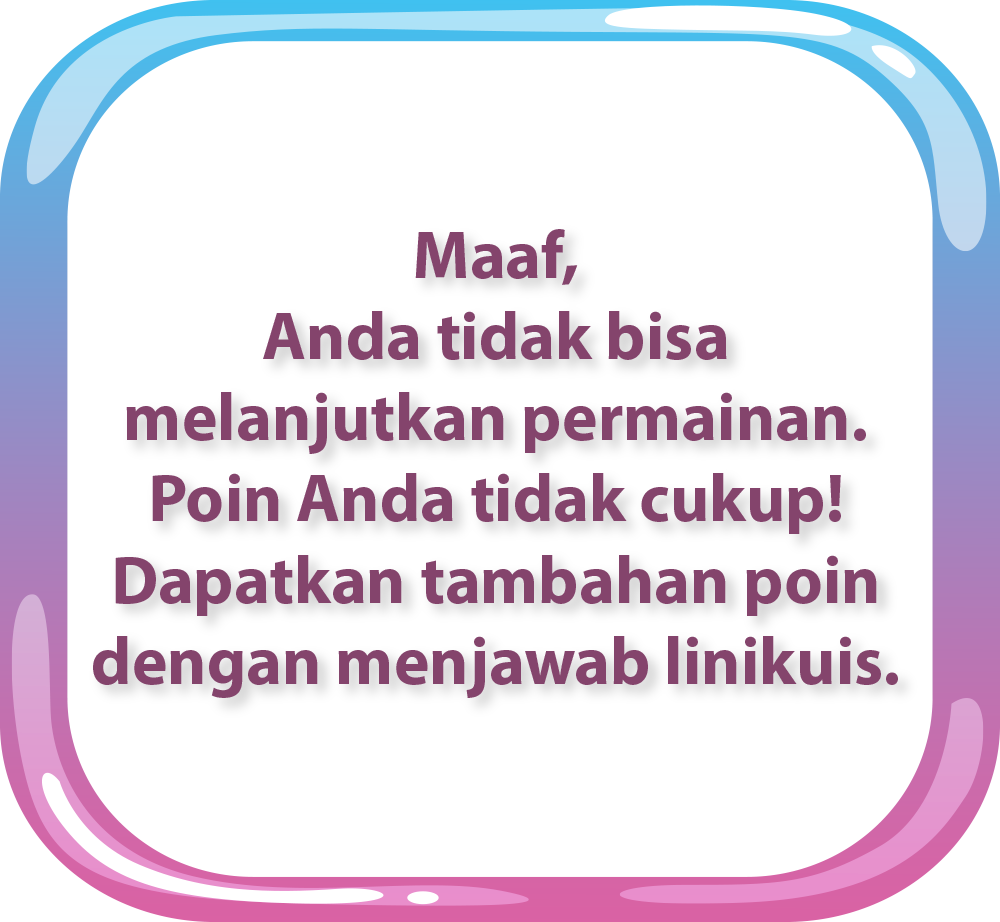 Maaf,
Anda tidak bisa
melanjutkan permainan.
Poin Anda tidak cukup!
Dapatkan tambahan poin
dengan menjawab linikuis.